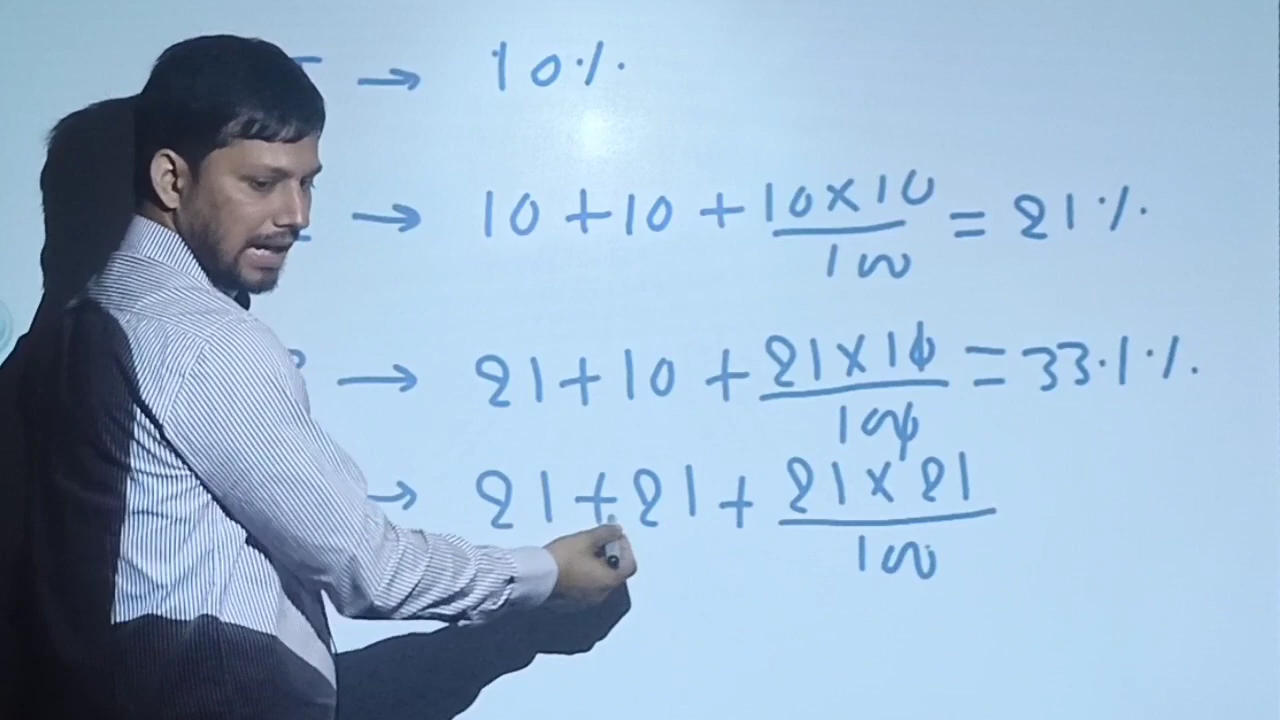 → 10%
→ 10 + 10 + 10×10/100 = 21%
→ 21 + 10 + 21×10/100 = 33.1%
→ 21 + 21 + 21×21/100